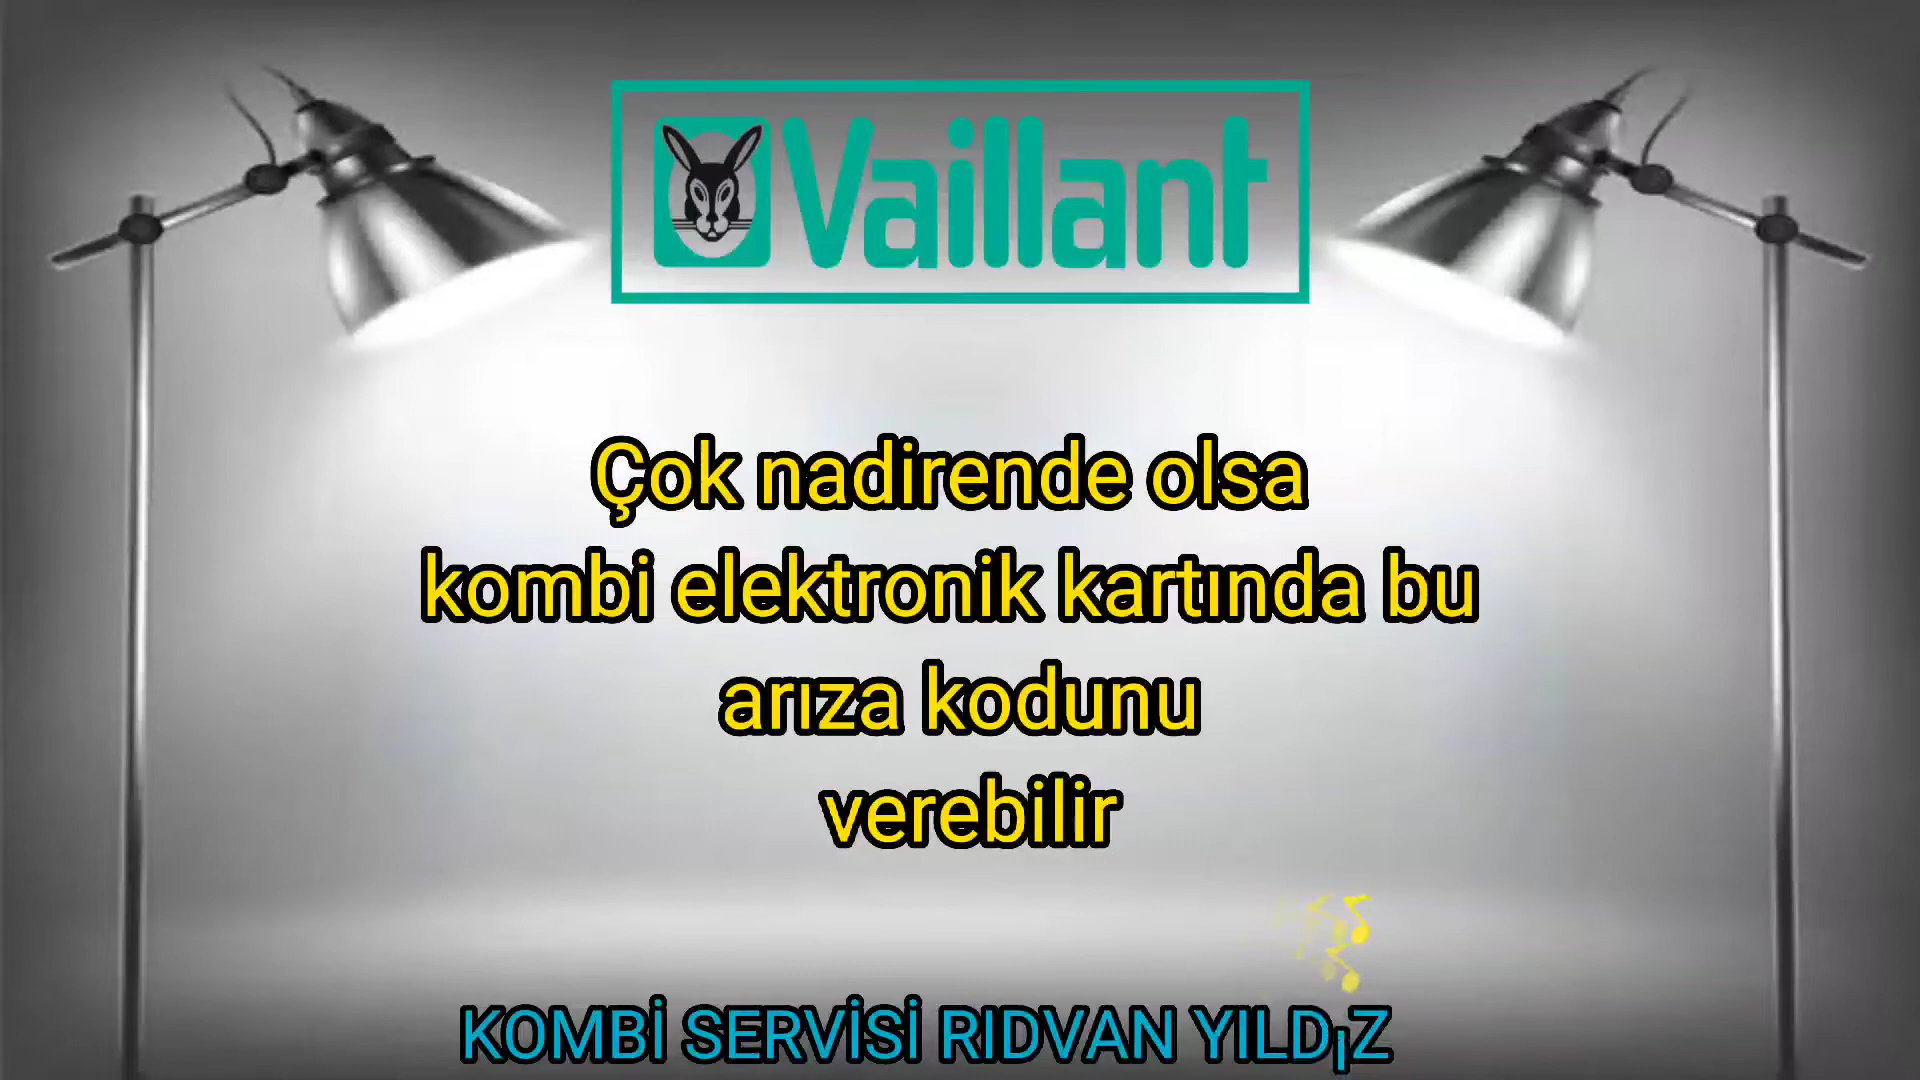 Vaillant
Çok nadirende olsa
kombi elektronik kartında bu
arıza kodunu
verebilir
KOMBİ SERVİSİ RIDVAN YILDıZ